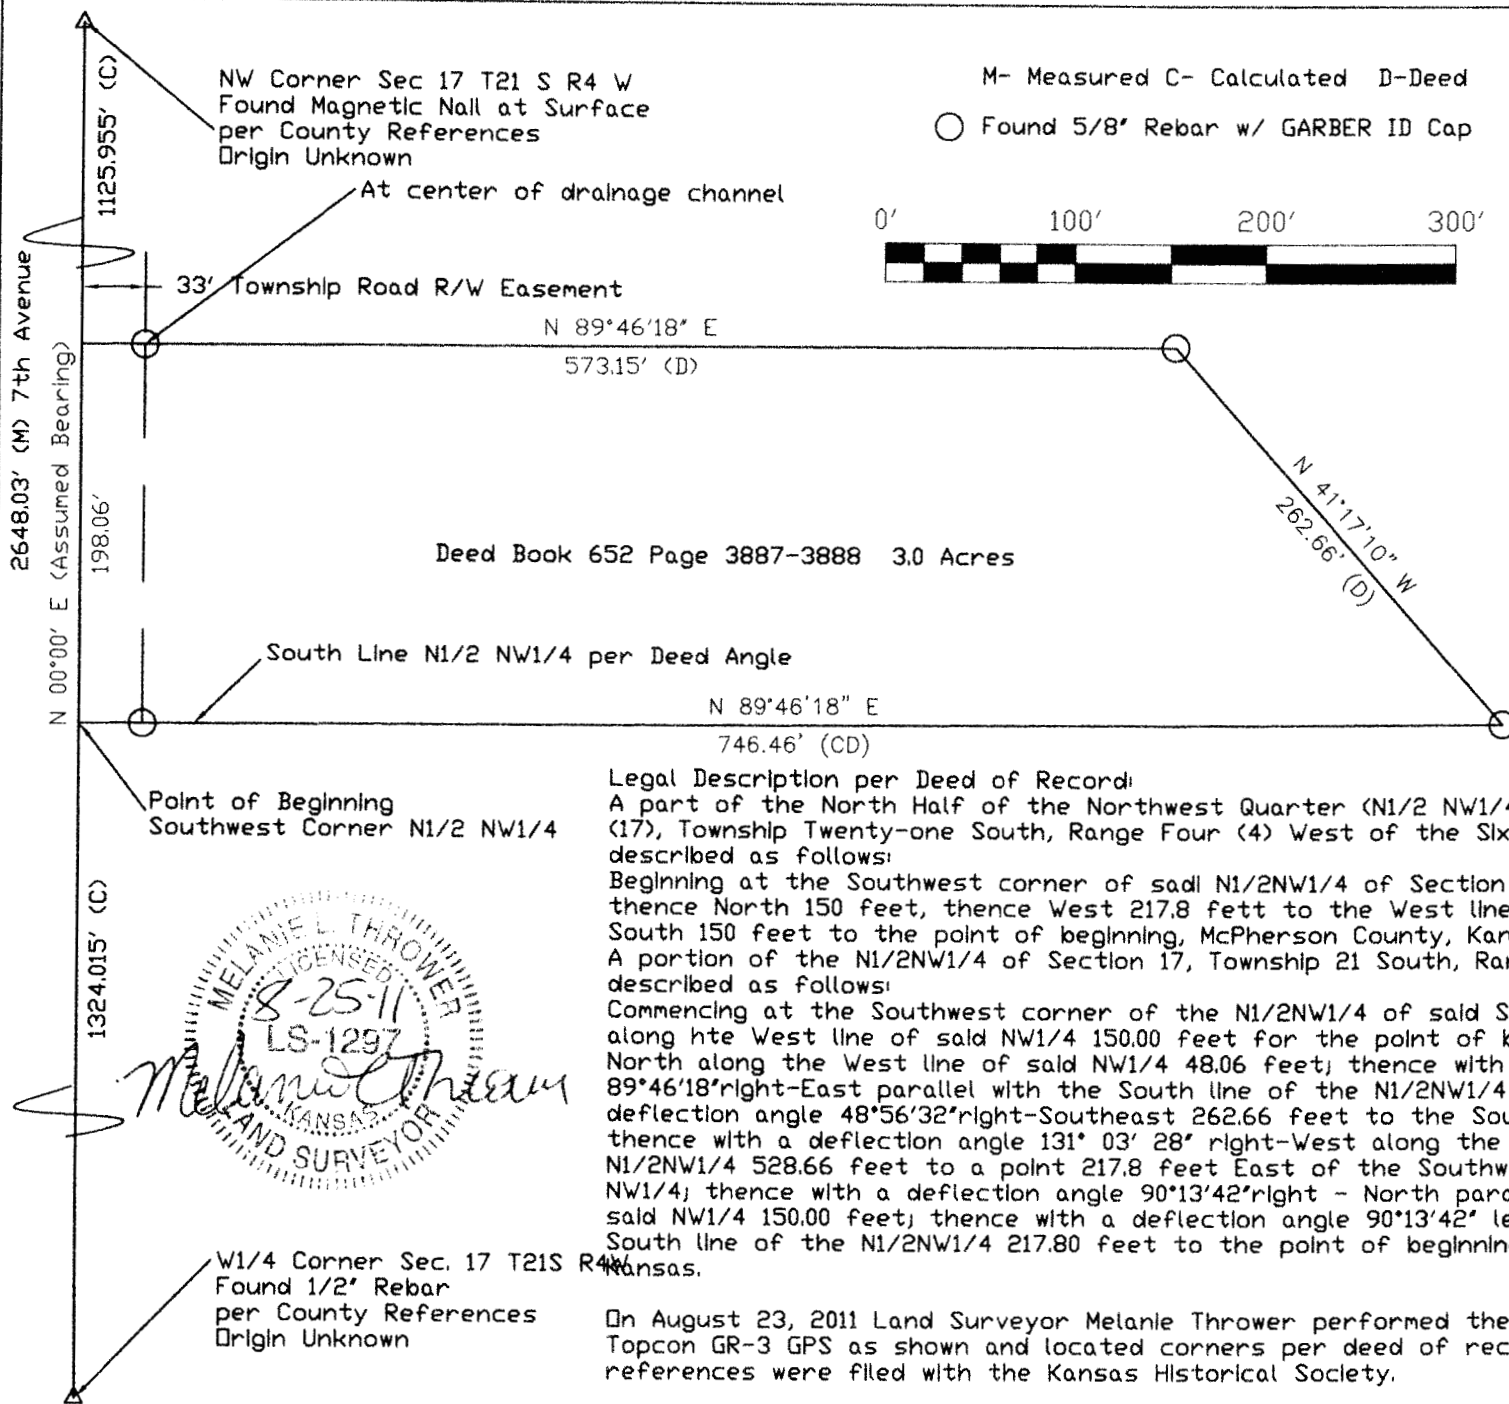 NW Corner Sec 17 T21 S R4 W
Found Magnetic Nail at Surface
per County References
Origin Unknown
At center of drainage channel
M- Measured C- Calculated D-Deed
Found 5/8" Rebar w/ GARBER ID Cap
0' 100' 200' 300'
1125.955' (C)
33' Township Road R/W Easement
N 89°46'18" E
573.15' (D)
2648.03' (M) 7th Avenue
N 00°00' E (Assumed Bearing)
198.06'
N 41°17'10" W
262.66' (D)
Deed Book 652 Page 3887-3888 3.0 Acres
South Line N1/2 NW1/4 per Deed Angle
N 89°46'18" E
746.46' (CD)
Point of Beginning
Southwest Corner N1/2 NW1/4
1324.015' (C)
Legal Description per Deed of Record:
A part of the North Half of the Northwest Quarter (N1/2 NW1/4
(17), Township Twenty-one South, Range Four (4) West of the Six
described as follows:
Beginning at the Southwest corner of sadi N1/2NW1/4 of Section
thence North 150 feet, thence West 217.8 fett to the West line
South 150 feet to the point of beginning, McPherson County, Kan
A portion of the N1/2NW1/4 of Section 17, Township 21 South, Ran
described as follows:
Commencing at the Southwest corner of the N1/2NW1/4 of said S
along hte West line of said NW1/4 150.00 feet for the point of b
North along the West line of said NW1/4 48.06 feet; thence with
89°46'18"right-East parallel with the South line of the N1/2NW1/4
deflection angle 48°56'32"right-Southeast 262.66 feet to the Sou
thence with a deflection angle 131° 03' 28" right-West along the
N1/2NW1/4 528.66 feet to a point 217.8 feet East of the Southw
NW1/4; thence with a deflection angle 90°13'42"right - North para
said NW1/4 150.00 feet; thence with a deflection angle 90°13'42" le
South line of the N1/2NW1/4 217.80 feet to the point of beginnin
Kansas.
On August 23, 2011 Land Surveyor Melanie Thrower performed the
Topcon GR-3 GPS as shown and located corners per deed of rec
references were filed with the Kansas Historical Society.
MELANIE L. THROWER
LICENSED
8-25-11
LS-1297
Melanie L Thrower
KANSAS
LAND SURVEYOR
W1/4 Corner Sec. 17 T21S R4W
Found 1/2" Rebar
per County References
Origin Unknown